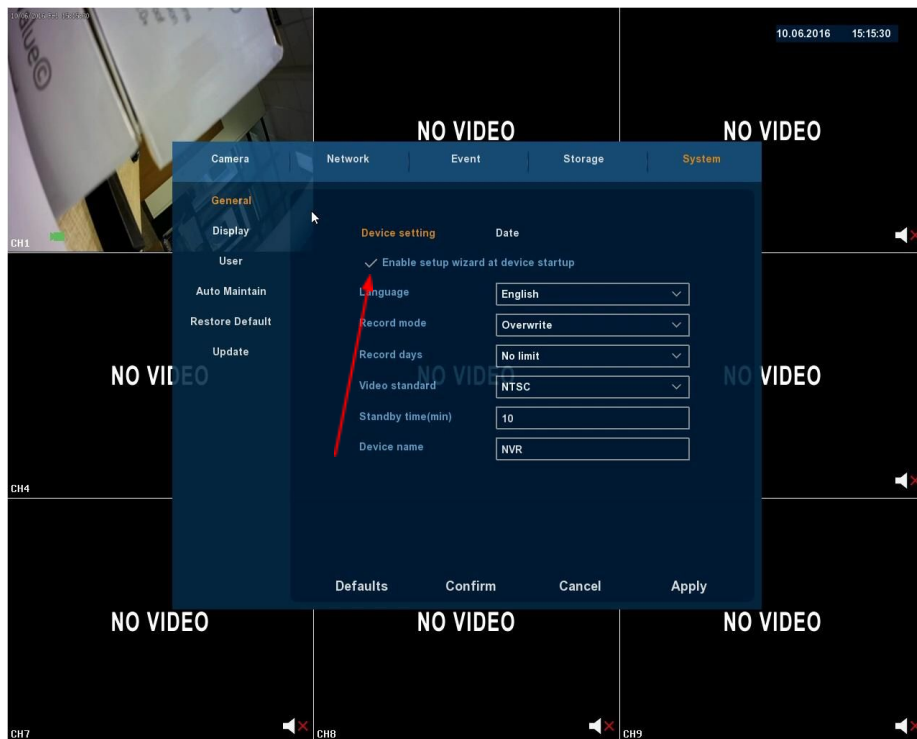 10.06.2016 15:15:30
NO VIDEO
NO VIDEO
Camera
Network
Event
Storage
System
General
Display
User
Auto Maintain
Restore Default
Update
CH1
Device setting
Date
Enable setup wizard at device startup
Language
English
Record mode
Overwrite
Record days
No limit
Video standard
NTSC
Standby time(min)
10
Device name
NVR
NO VIDEO
NO VIDEO
NO VIDEO
CH4
Defaults
Confirm
Cancel
Apply
NO VIDEO
NO VIDEO
NO VIDEO
CH7
CH8
CH9